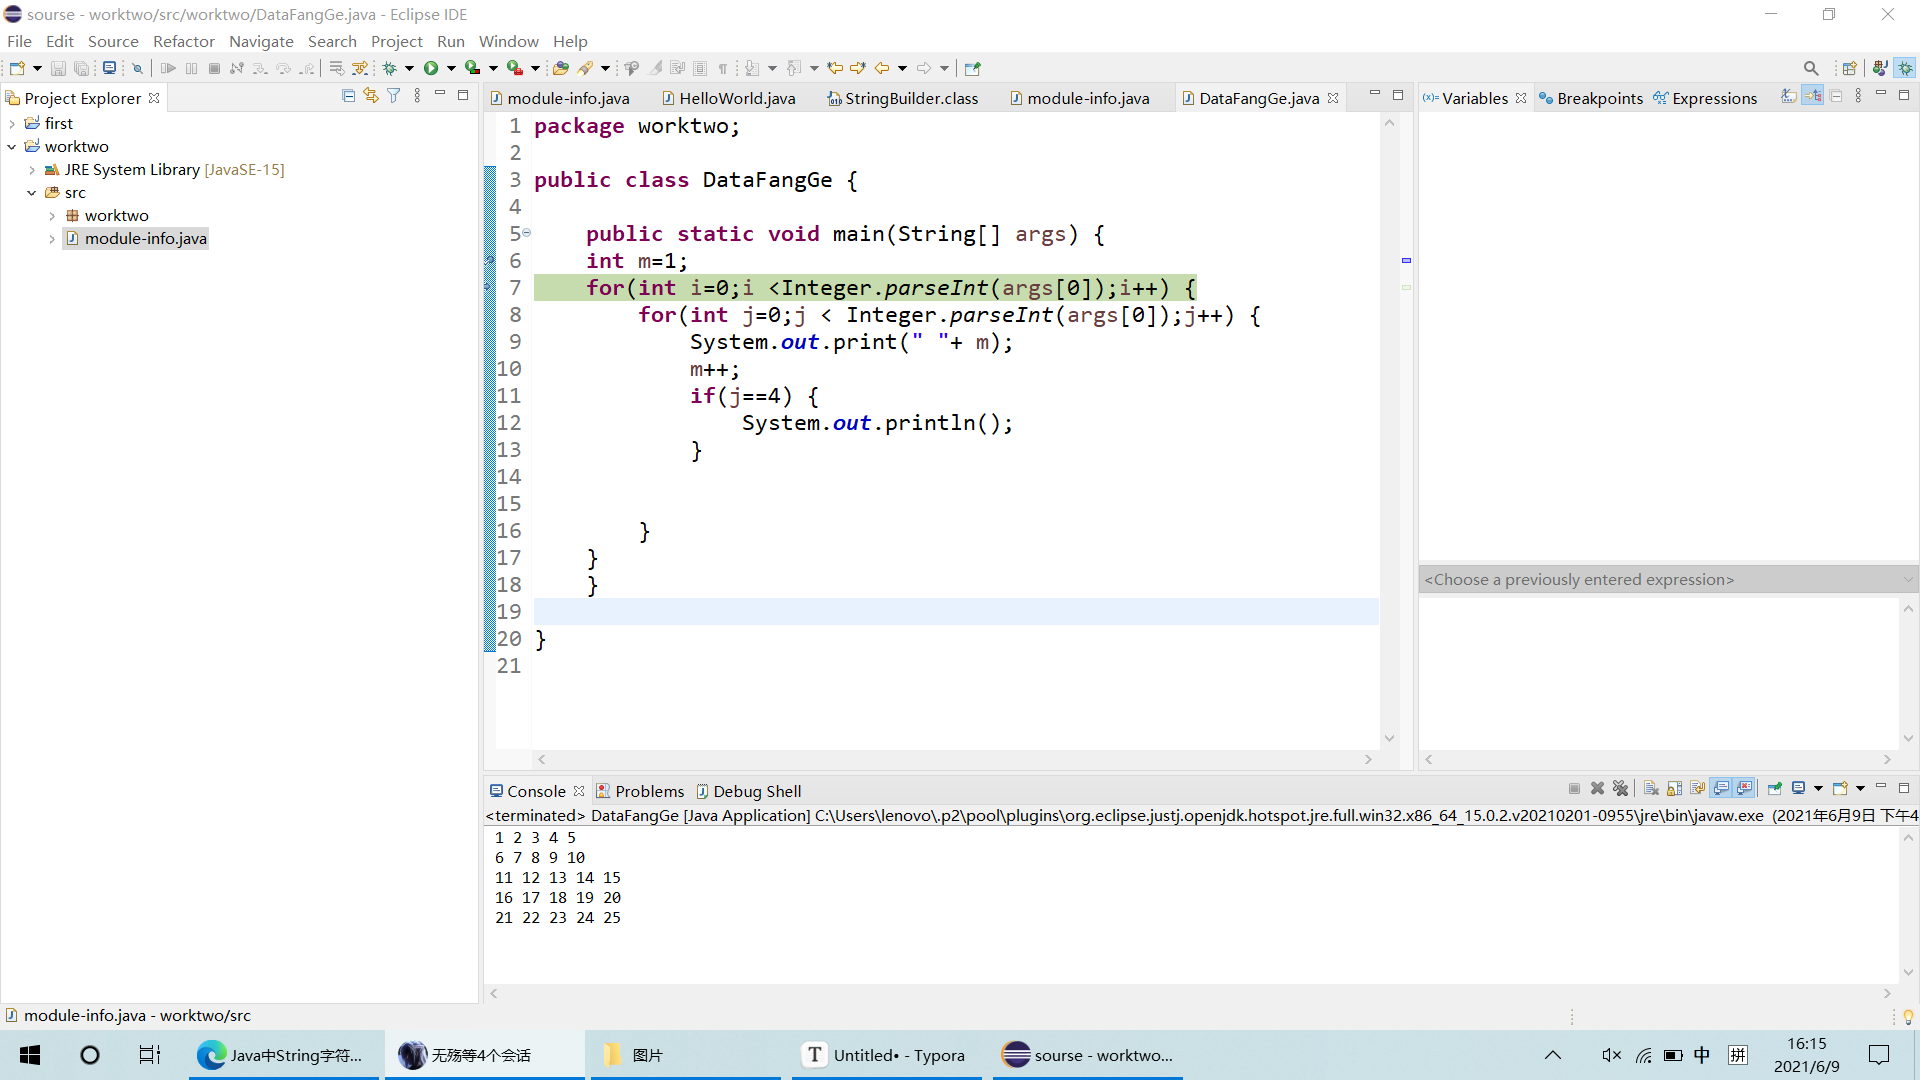 sourse - worktwo/src/worktwo/DataFangGe.java - Eclipse IDE
File Edit Source Refactor Navigate Search Project Run Window Help
Project Explorer
first
worktwo
JRE System Library [JavaSE-15]
src
worktwo
module-info.java
module-info.java HelloWorld.java StringBuilder.class module-info.java DataFangGe.java
1 package worktwo;
2
3 public class DataFangGe {
4
5 public static void main(String[] args) {
6 int m=1;
7 for(int i=0;i <Integer.parseInt(args[0]);i++) {
8 for(int j=0;j < Integer.parseInt(args[0]);j++) {
9 System.out.print(" "+ m);
10 m++;
11 if(j==4) {
12 System.out.println();
13 }
14
15
16 }
17 }
18 }
19
20 }
21
(x)= Variables Breakpoints Expressions
<Choose a previously entered expression>
Console Problems Debug Shell
<terminated> DataFangGe [Java Application] C:\Users\lenovo\.p2\pool\plugins\org.eclipse.justj.openjdk.hotspot.jre.full.win32.x86_64_15.0.2.v20210201-0955\jre\bin\javaw.exe (2021年6月9日 下午4
1 2 3 4 5
6 7 8 9 10
11 12 13 14 15
16 17 18 19 20
21 22 23 24 25
module-info.java - worktwo/src
Java中String字符... 无殇等4个会话 图片 Untitled• - Typora sourse - worktwo...
中 拼
16:15
2021/6/9